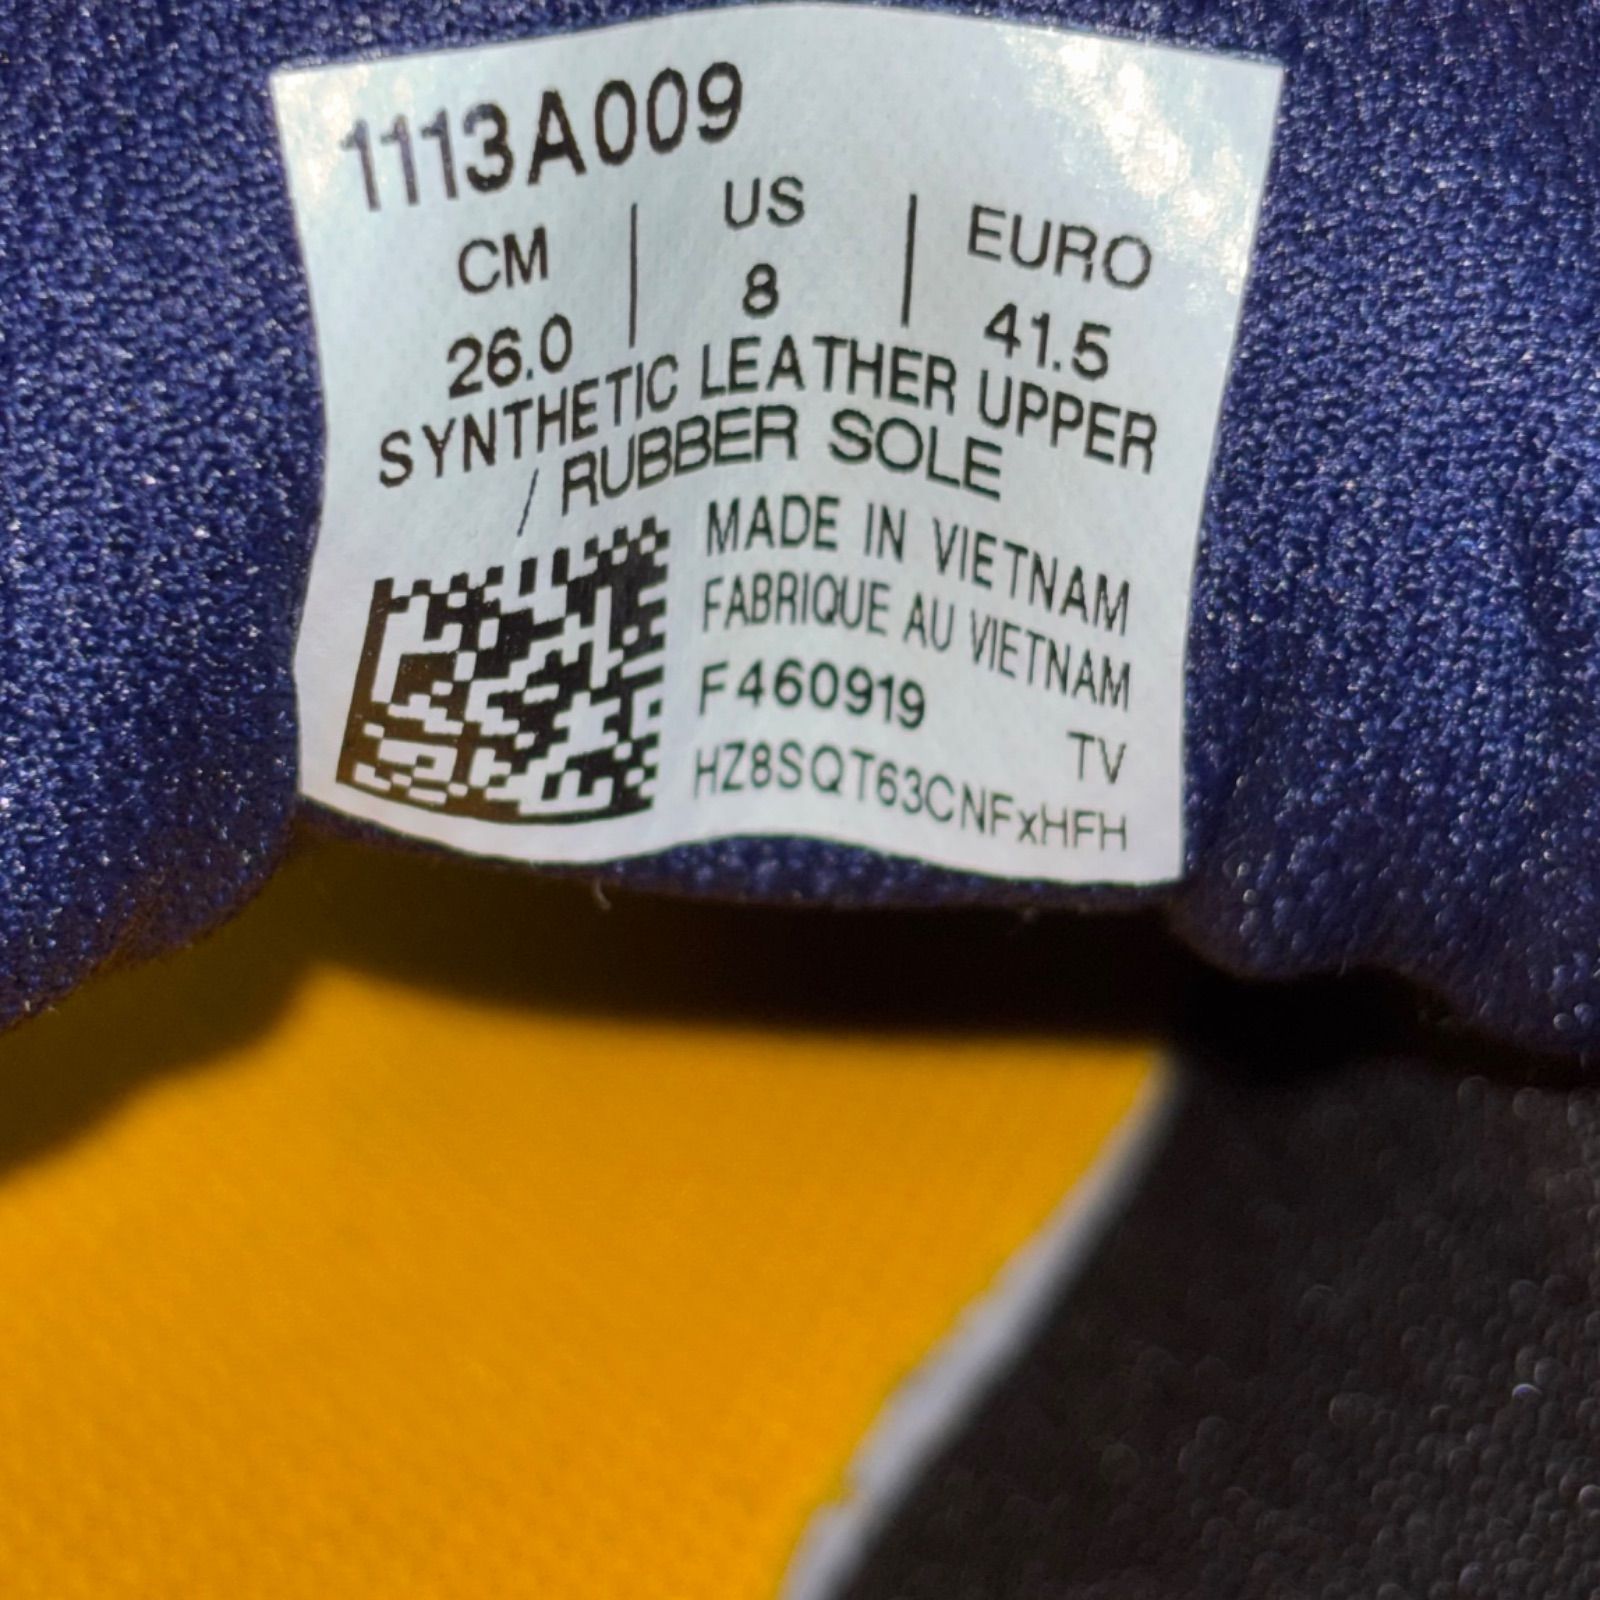 1113A009
CM | US | EURO
26.0 | 8 | 41.5
SYNTHETIC LEATHER UPPER
/ RUBBER SOLE
MADE IN VIETNAM
FABRIQUE AU VIETNAM
F460919
TV
HZ8SQT63CNFxHFH